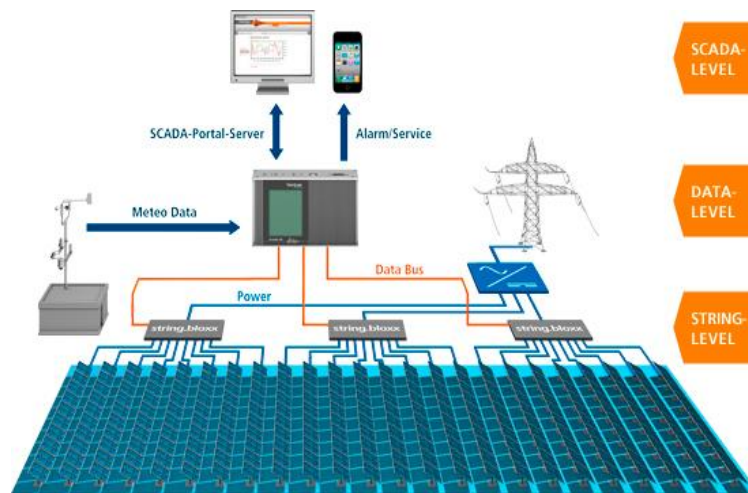 SCADA-
LEVEL
SCADA-Portal-Server
Alarm/Service
DATA-
LEVEL
Meteo Data
Data Bus
Power
string.bloxx
string.bloxx
string.bloxx
STRING-
LEVEL